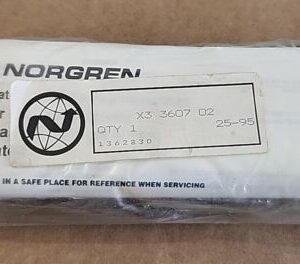 NORGREN
X3 3607 02
QTY 1
25-95
1362830
IN A SAFE PLACE FOR REFERENCE WHEN SERVICING